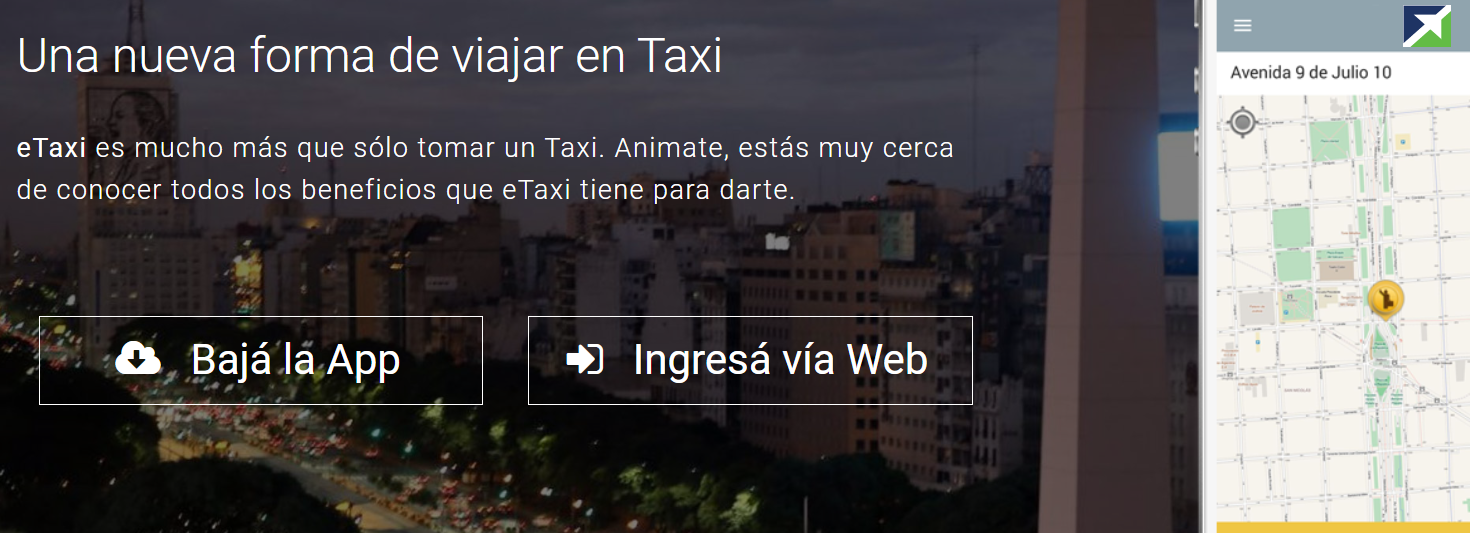 Una nueva forma de viajar en Taxi
eTaxi es mucho más que sólo tomar un Taxi. Animate, estás muy cerca
de conocer todos los beneficios que eTaxi tiene para darte.
Bajá la App
Ingresá vía Web
Avenida 9 de Julio 10